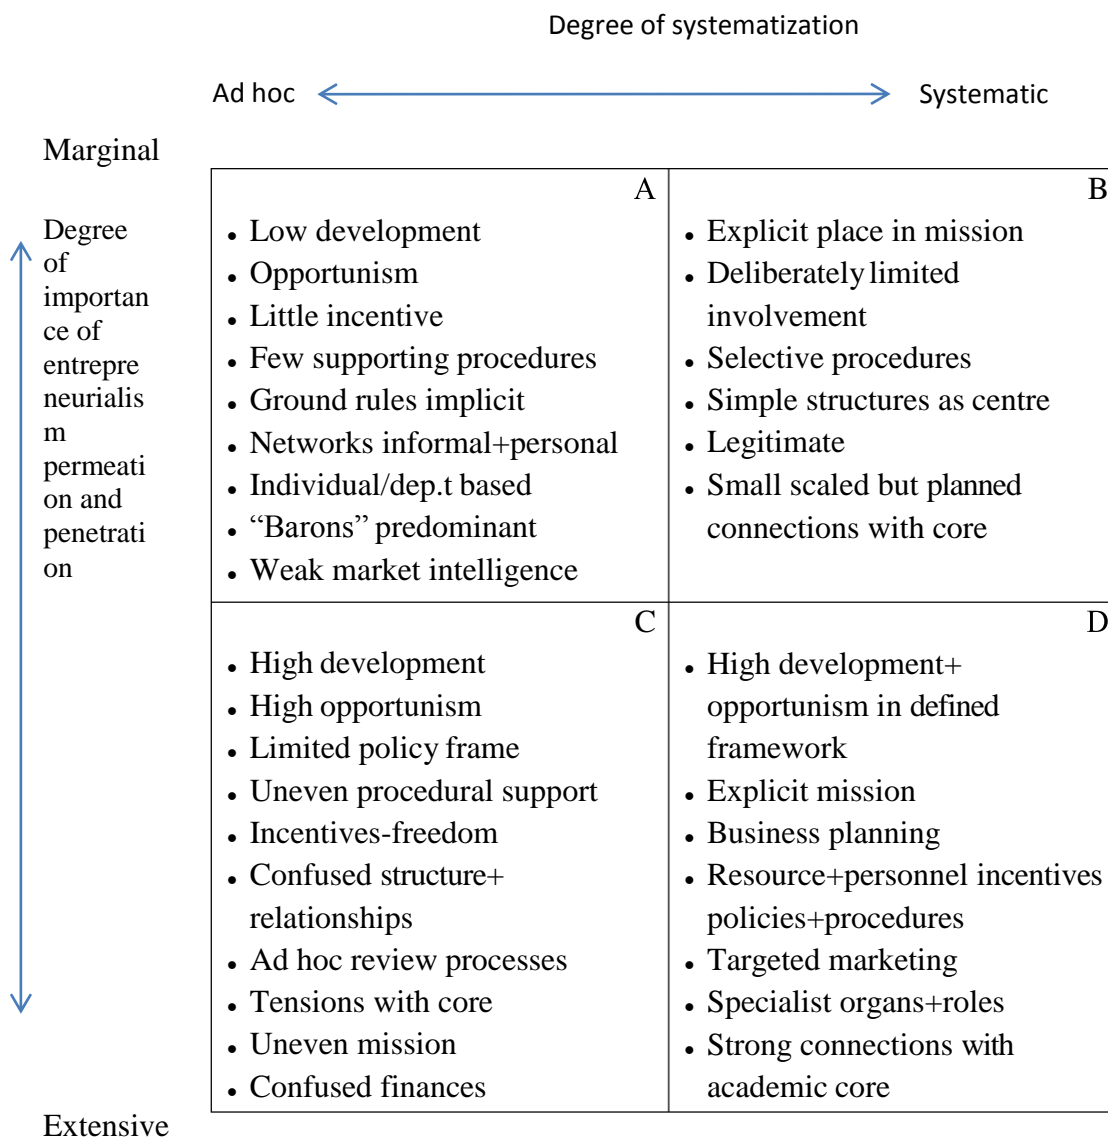 Degree of systematization
Ad hoc
Systematic
Marginal
Degree
of
importan
ce of
entrepre
neurialis
m
permeati
on and
penetrati
on
A
• Low development
• Opportunism
• Little incentive
• Few supporting procedures
• Ground rules implicit
• Networks informal+personal
• Individual/dep.t based
• “Barons” predominant
• Weak market intelligence
B
• Explicit place in mission
• Deliberately limited
involvement
• Selective procedures
• Simple structures as centre
• Legitimate
• Small scaled but planned
connections with core
C
• High development
• High opportunism
• Limited policy frame
• Uneven procedural support
• Incentives-freedom
• Confused structure+
relationships
• Ad hoc review processes
• Tensions with core
• Uneven mission
• Confused finances
D
• High development+
opportunism in defined
framework
• Explicit mission
• Business planning
• Resource+personnel incentives
policies+procedures
• Targeted marketing
• Specialist organs+roles
• Strong connections with
academic core
Extensive